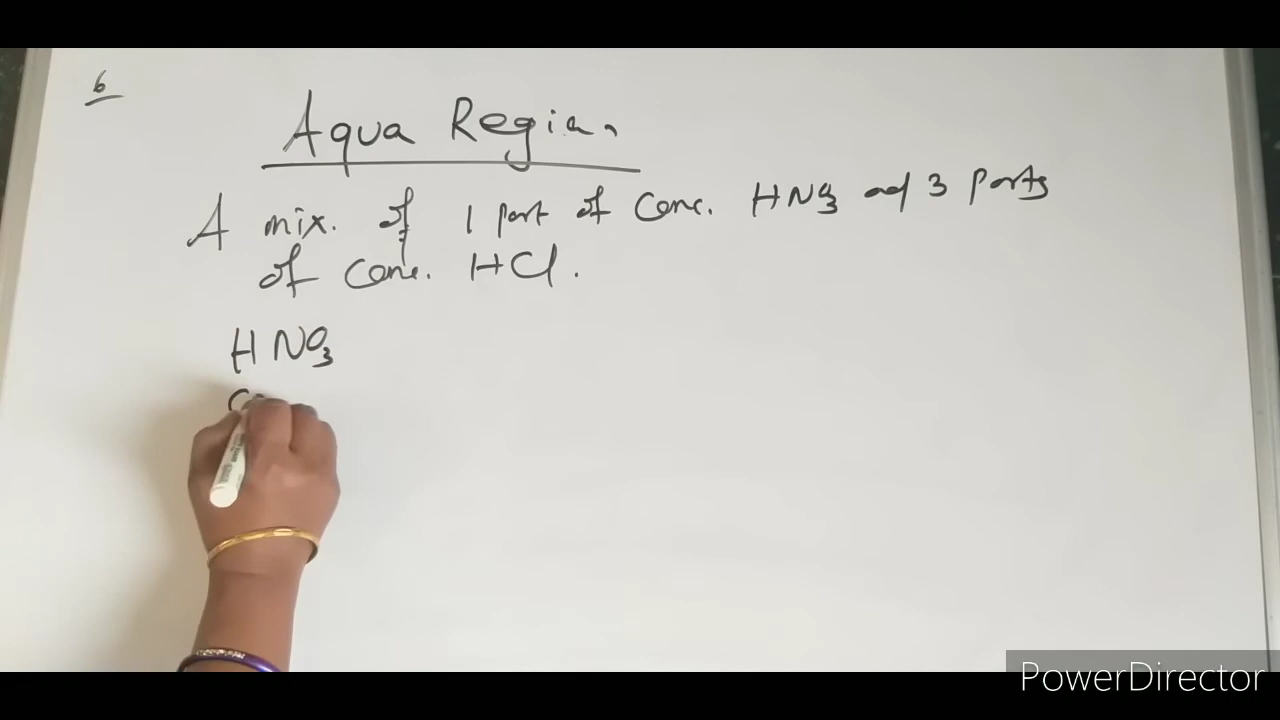 6
Aqua Regia.
A mix. of 1 part of Conc. HNO3 and 3 parts
of Conc. HCl.
HNO3
PowerDirector